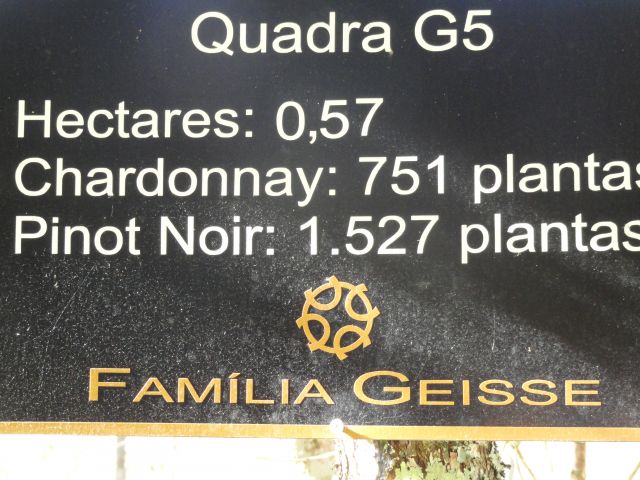 Quadra G5
Hectares: 0,57
Chardonnay: 751 plantas
Pinot Noir: 1.527 plantas
FAMÍLIA GEISSE